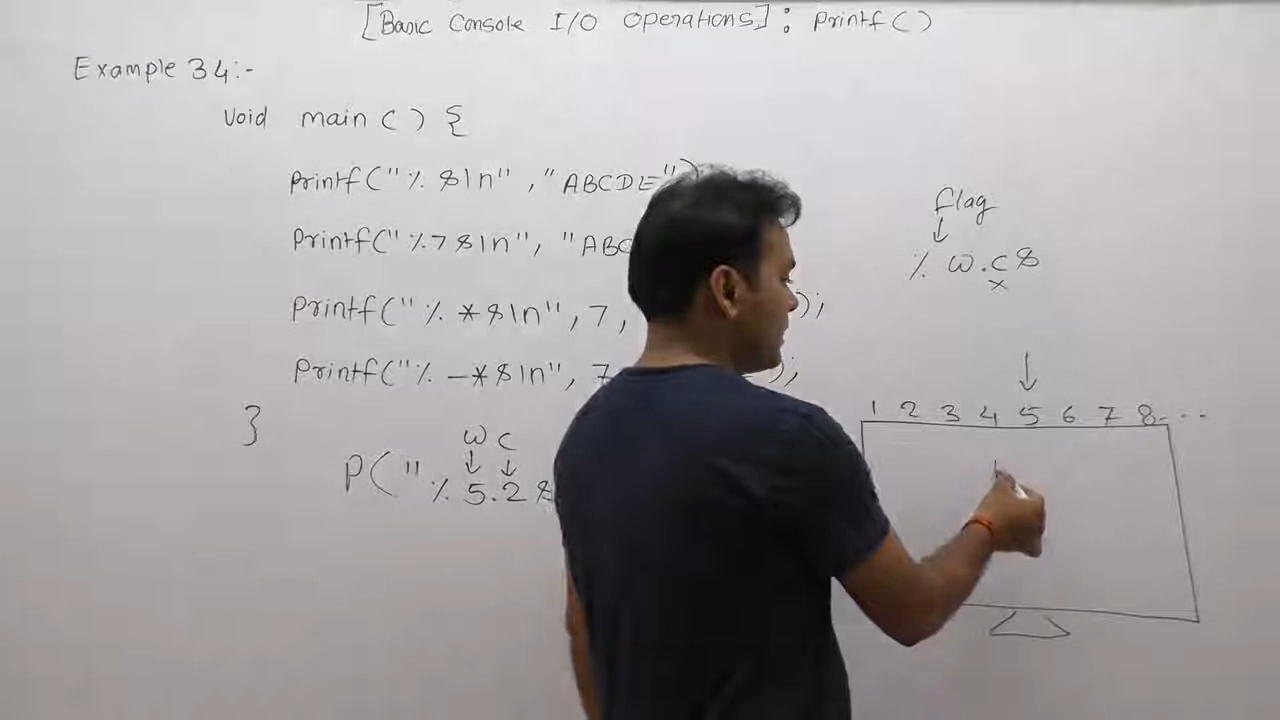 [Basic Console I/O Operations] : Printf()
Example 34:-
Void main() {
Printf("%s\n", "ABCDE")
Printf("%7s\n", "ABC
Printf("%*s\n", 7, );
Printf("%-*s\n", 7 );
}
flag
↓
% w.cs
x
↓
1 2 3 4 5 6 7 8...
w c
↓ ↓
P("%5.2s